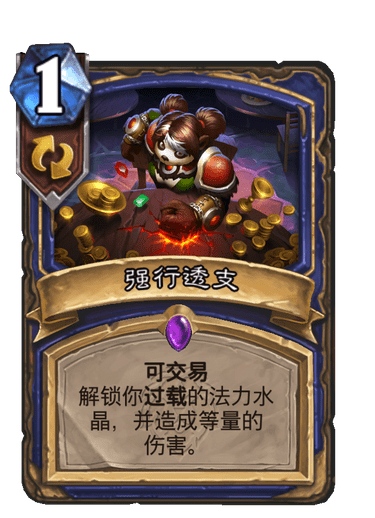 1
强行透支
可交易
解锁你过载的法力水
晶，并造成等量的
伤害。